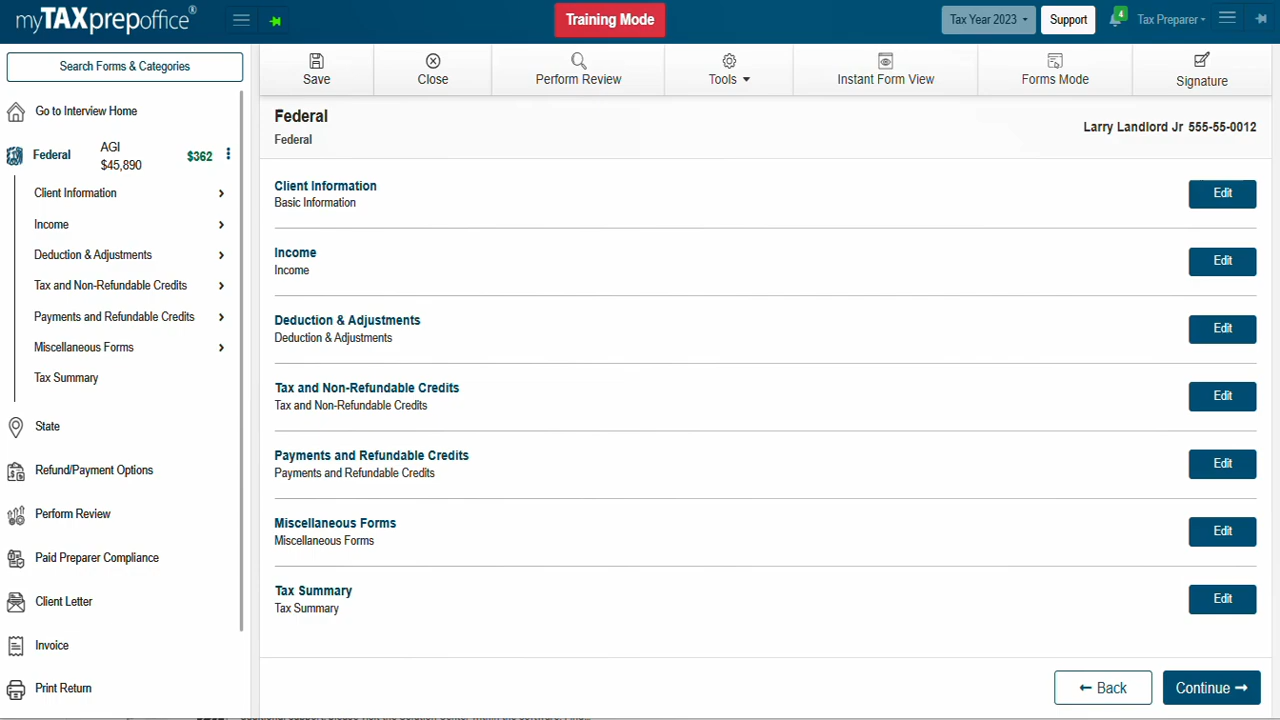 myTAXprepoffice®
Training Mode
Tax Year 2023
Support
4
Tax Preparer
Search Forms & Categories
Save
Close
Perform Review
Tools
Instant Form View
Forms Mode
Signature
Go to Interview Home
Federal
AGI
$45,890
$362
Client Information
Income
Deduction & Adjustments
Tax and Non-Refundable Credits
Payments and Refundable Credits
Miscellaneous Forms
Tax Summary
State
Refund/Payment Options
Perform Review
Paid Preparer Compliance
Client Letter
Invoice
Print Return
Federal
Federal
Larry Landlord Jr 555-55-0012
Client Information
Basic Information
Edit
Income
Income
Edit
Deduction & Adjustments
Deduction & Adjustments
Edit
Tax and Non-Refundable Credits
Tax and Non-Refundable Credits
Edit
Payments and Refundable Credits
Payments and Refundable Credits
Edit
Miscellaneous Forms
Miscellaneous Forms
Edit
Tax Summary
Tax Summary
Edit
← Back
Continue →